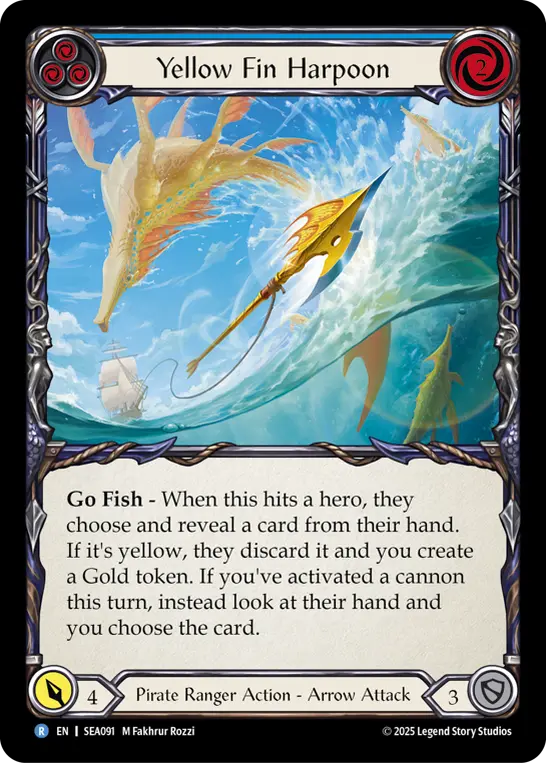 Yellow Fin Harpoon
2
Go Fish - When this hits a hero, they
choose and reveal a card from their hand.
If it's yellow, they discard it and you create
a Gold token. If you've activated a cannon
this turn, instead look at their hand and
you choose the card.
4 Pirate Ranger Action - Arrow Attack 3
R EN | SEA091 M Fakhrur Rozzi © 2025 Legend Story Studios